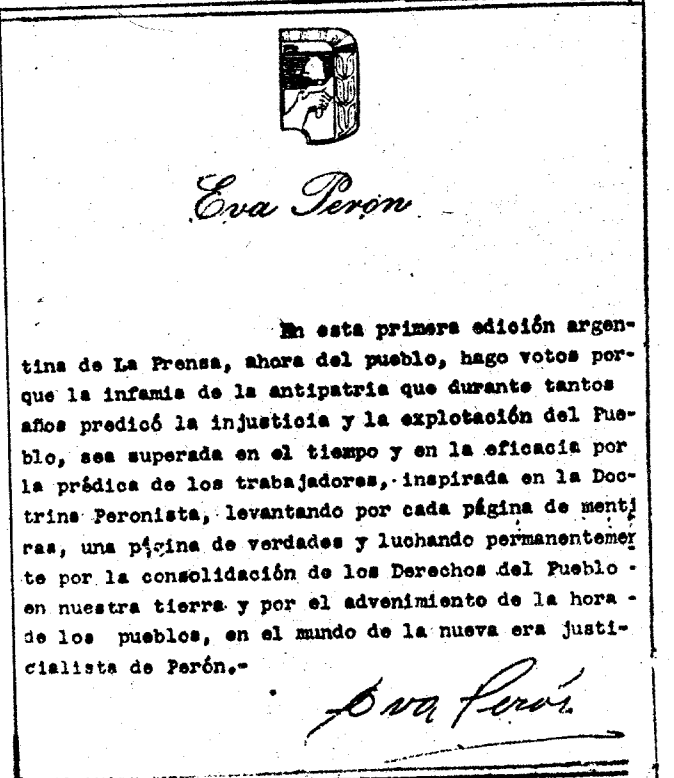 Eva Perón
En esta primera edición argen-
tina de La Prensa, ahora del pueblo, hago votos por-
que la infamia de la antipatria que durante tantos
años predicó la injusticia y la explotación del Pue-
blo, sea superada en el tiempo y en la eficacia por
la prédica de los trabajadores, inspirada en la Doc-
trina Peronista, levantando por cada página de menti
ras, una página de verdades y luchando permanentemen
te por la consolidación de los Derechos del Pueblo -
en nuestra tierra y por el advenimiento de la hora -
de los pueblos, en el mundo de la nueva era justi-
cialista de Perón.-
Eva Perón